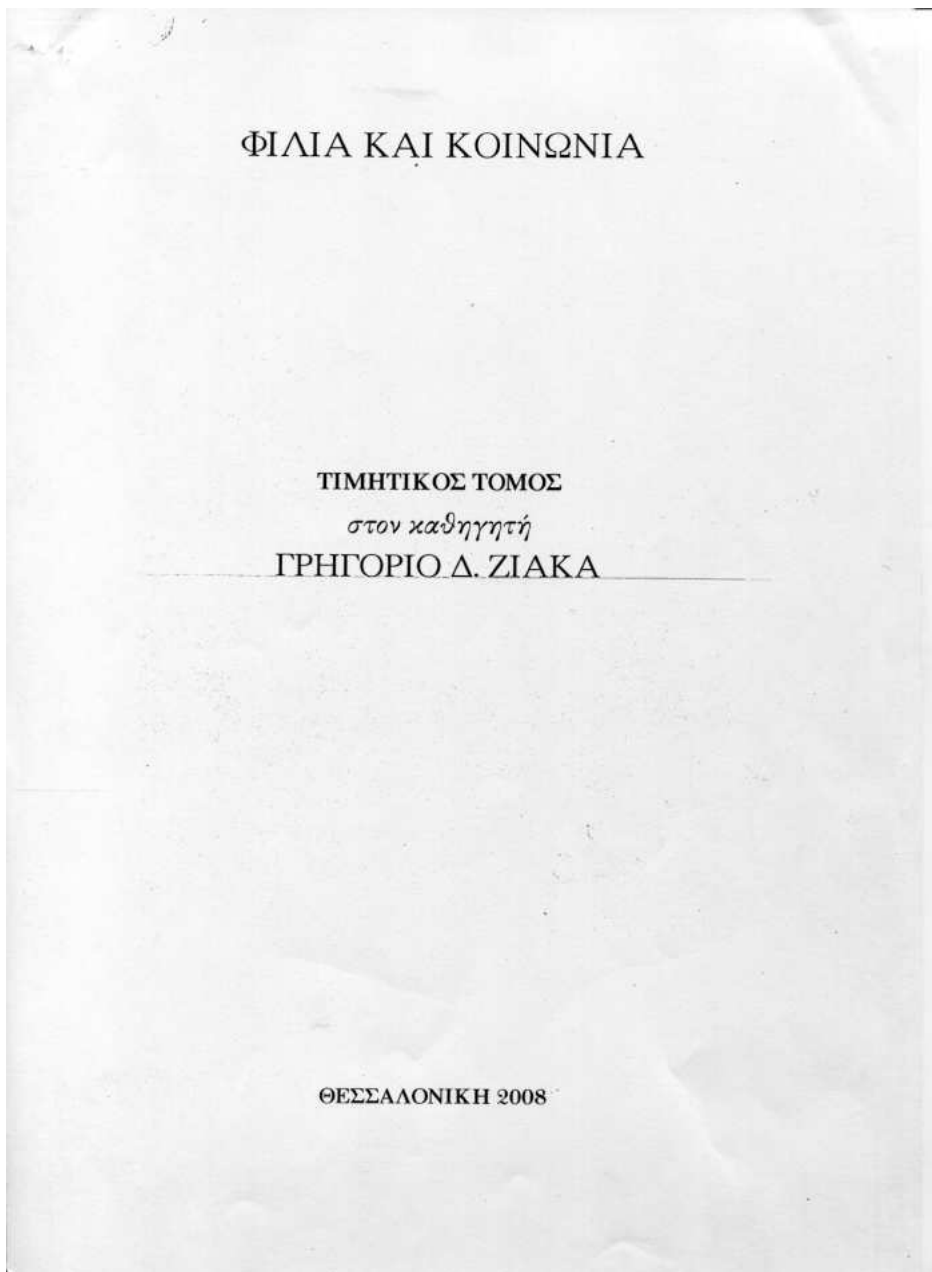 ΦΙΛΙΑ ΚΑΙ ΚΟΙΝΩΝΙΑ
ΤΙΜΗΤΙΚΟΣ ΤΟΜΟΣ
στον καθηγητή
ΓΡΗΓΟΡΙΟ Δ. ΖΙΑΚΑ
ΘΕΣΣΑΛΟΝΙΚΗ 2008